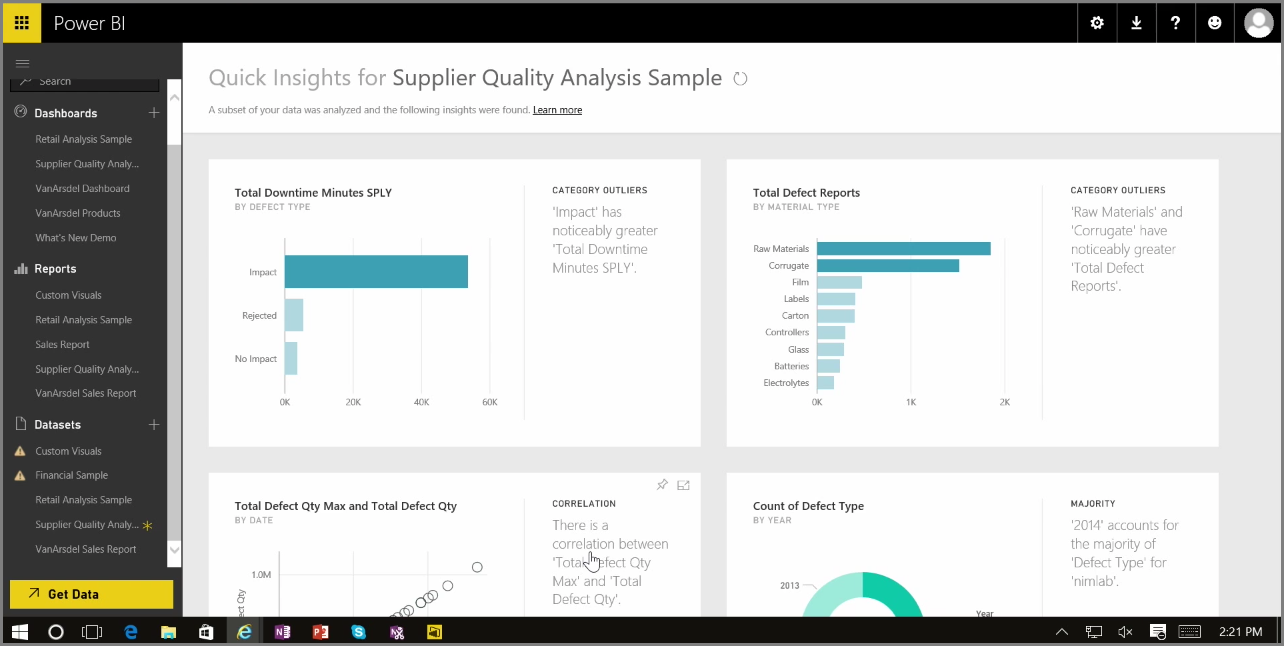 Power BI
?
Search
Dashboards
Retail Analysis Sample
Supplier Quality Analy...
VanArsdel Dashboard
VanArsdel Products
What's New Demo
Reports
Custom Visuals
Retail Analysis Sample
Sales Report
Supplier Quality Analy...
VanArsdel Sales Report
Datasets
Custom Visuals
Financial Sample
Retail Analysis Sample
Supplier Quality Analy...
VanArsdel Sales Report
Get Data
Quick Insights for Supplier Quality Analysis Sample
A subset of your data was analyzed and the following insights were found. Learn more
Total Downtime Minutes SPLY
BY DEFECT TYPE
Impact
Rejected
No Impact
0K 20K 40K 60K
CATEGORY OUTLIERS
'Impact' has
noticeably greater
'Total Downtime
Minutes SPLY'.
Total Defect Reports
BY MATERIAL TYPE
Raw Materials
Corrugate
Film
Labels
Carton
Controllers
Glass
Batteries
Electrolytes
0K 1K 2K
CATEGORY OUTLIERS
'Raw Materials' and
'Corrugate' have
noticeably greater
'Total Defect
Reports'.
Total Defect Qty Max and Total Defect Qty
BY DATE
1.0M
CORRELATION
There is a
correlation between
'Total Defect Qty
Max' and 'Total
Defect Qty'.
Count of Defect Type
BY YEAR
2013
Year
MAJORITY
'2014' accounts for
the majority of
'Defect Type' for
'nimlab'.
2:21 PM